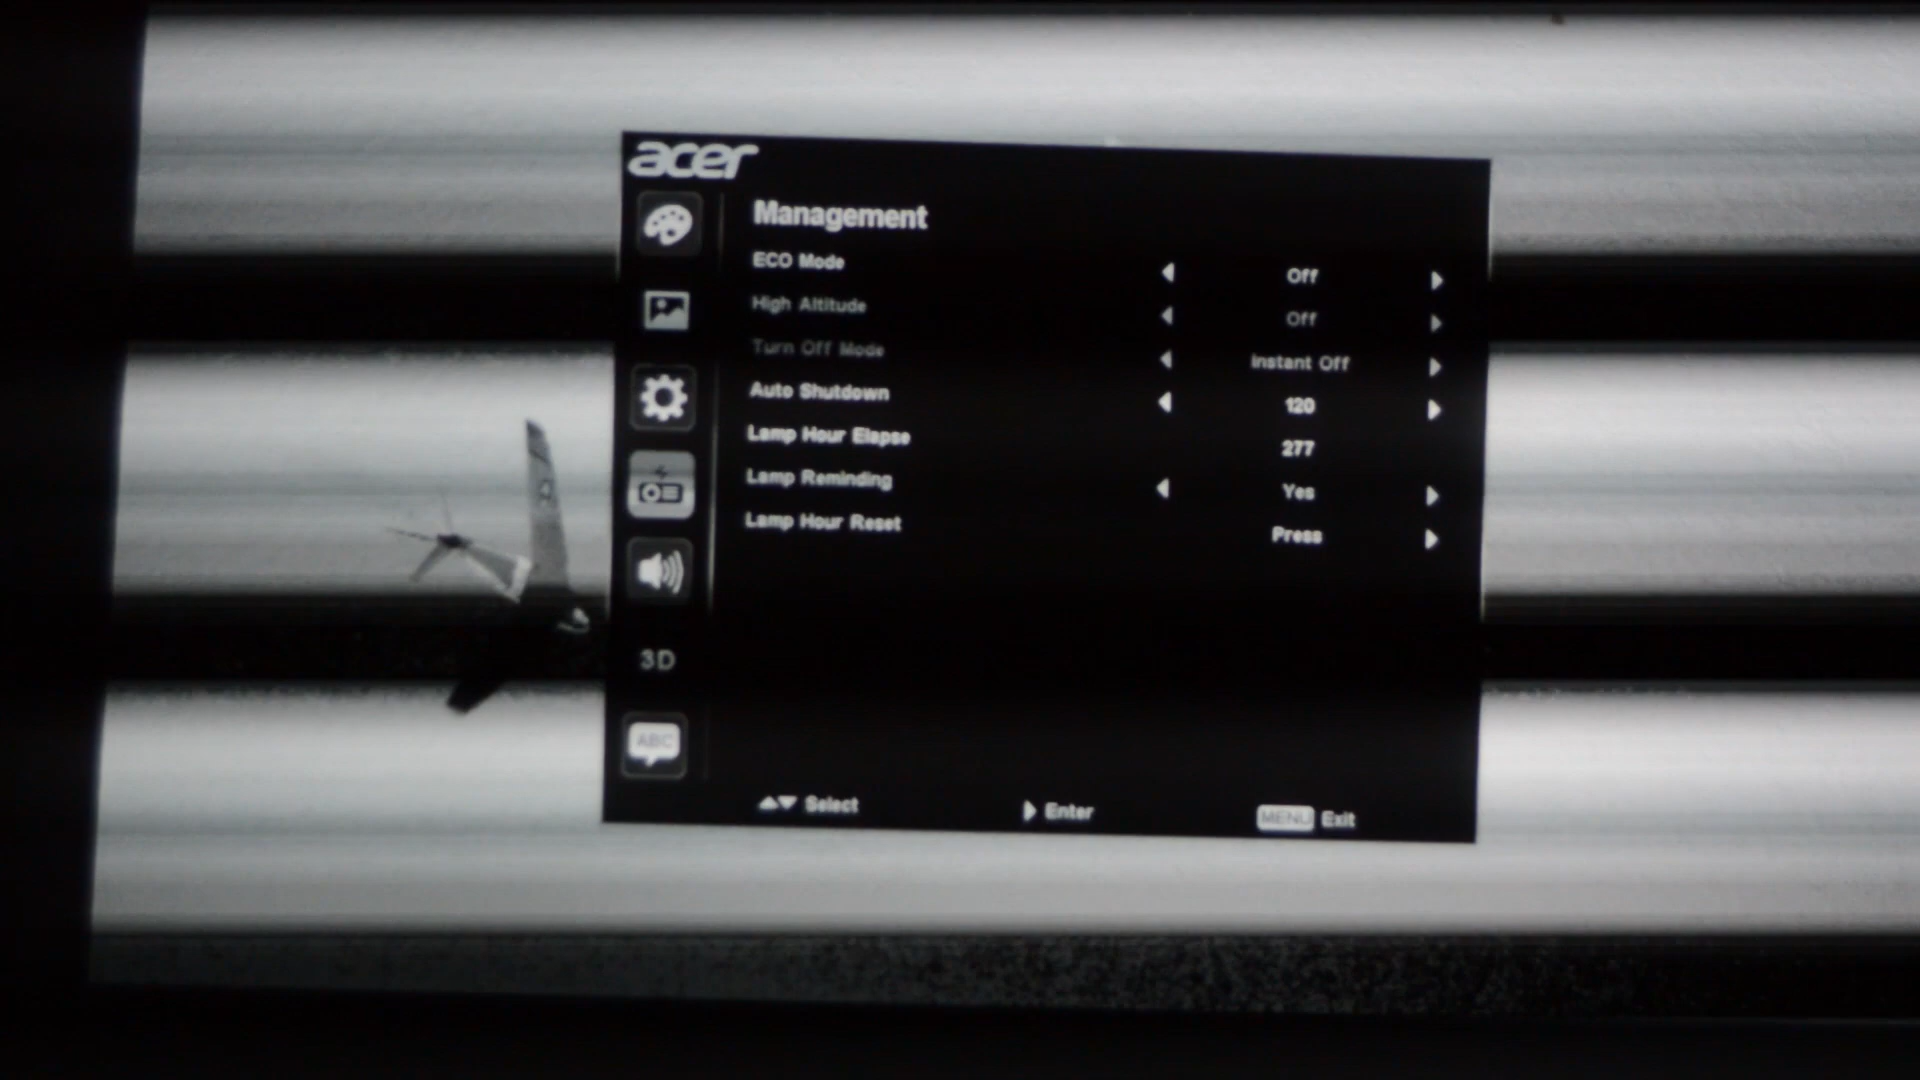 acer
Management
ECO Mode Off
High Altitude Off
Turn Off Mode Instant Off
Auto Shutdown 120
Lamp Hour Elapse 277
Lamp Reminding Yes
Lamp Hour Reset Press
3D
ABC
Select Enter MENU Exit